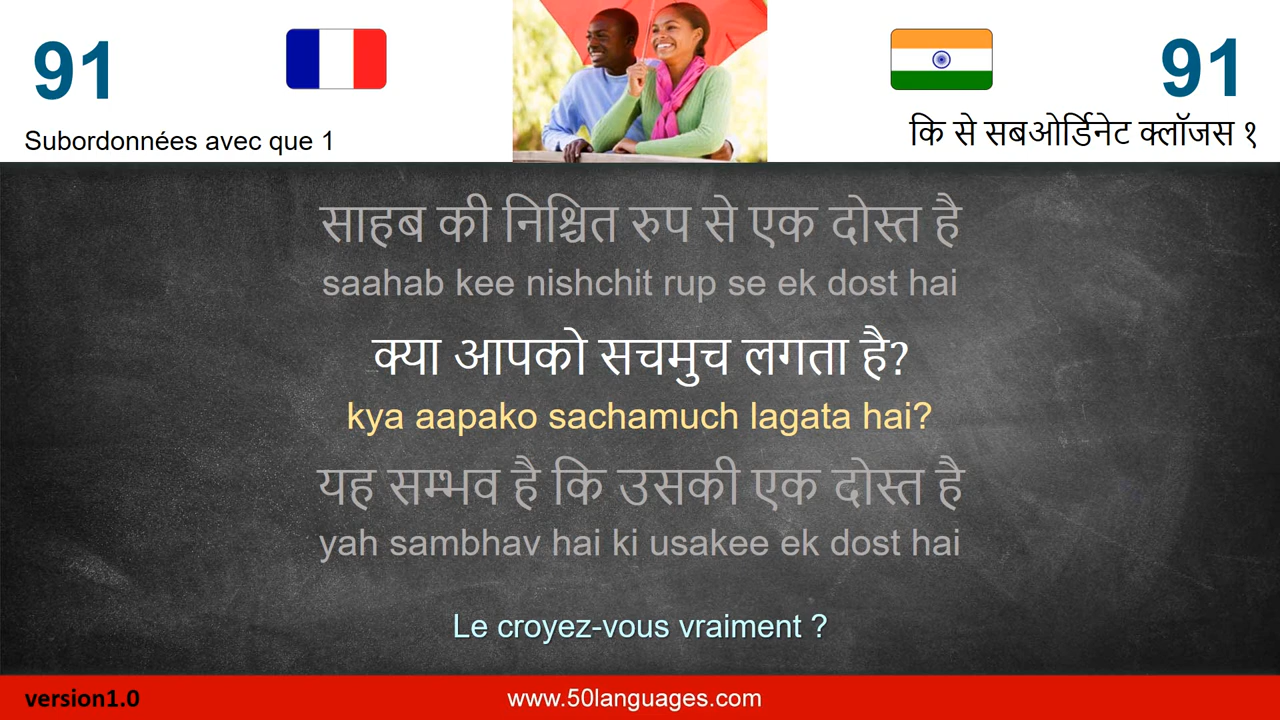 91
Subordonnées avec que 1
91
कि से सबओर्डिनेट क्लॉजस १
साहब की निश्चित रुप से एक दोस्त है
saahab kee nishchit rup se ek dost hai
क्या आपको सचमुच लगता है?
kya aapako sachamuch lagata hai?
यह सम्भव है कि उसकी एक दोस्त है
yah sambhav hai ki usakee ek dost hai
Le croyez-vous vraiment ?
version1.0
www.50languages.com